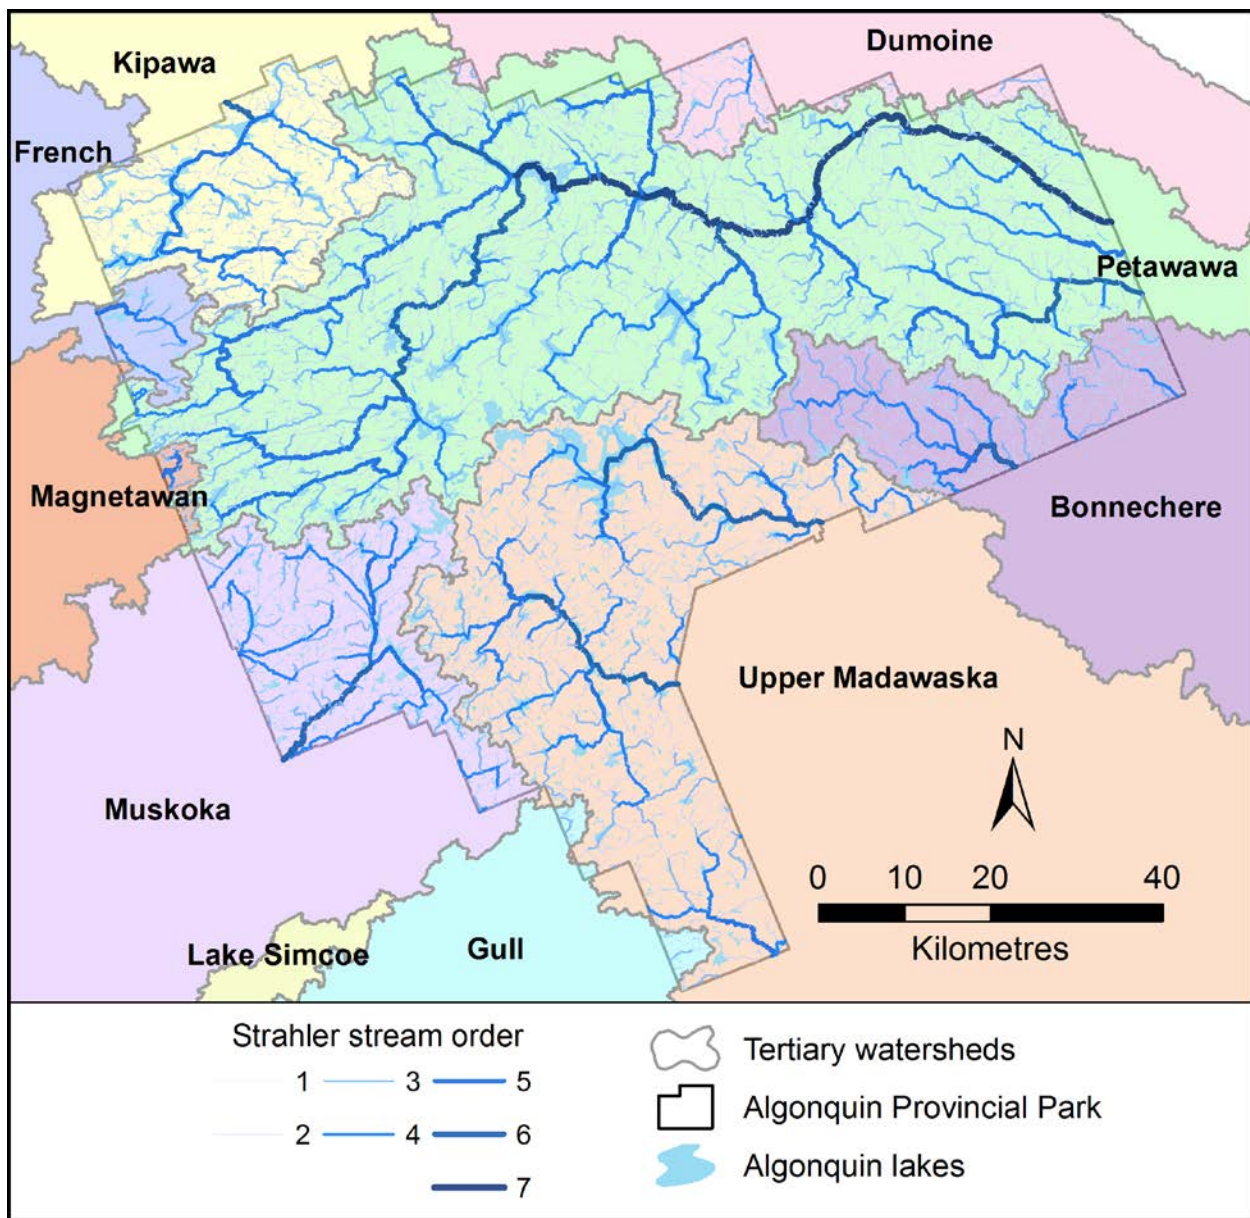 Kipawa
Dumoine
French
Petawawa
Magnetawan
Bonnechere
Upper Madawaska
N
Muskoka
0 10 20 40
Kilometres
Lake Simcoe
Gull
Strahler stream order
1 3 5
2 4 6
7
Tertiary watersheds
Algonquin Provincial Park
Algonquin lakes